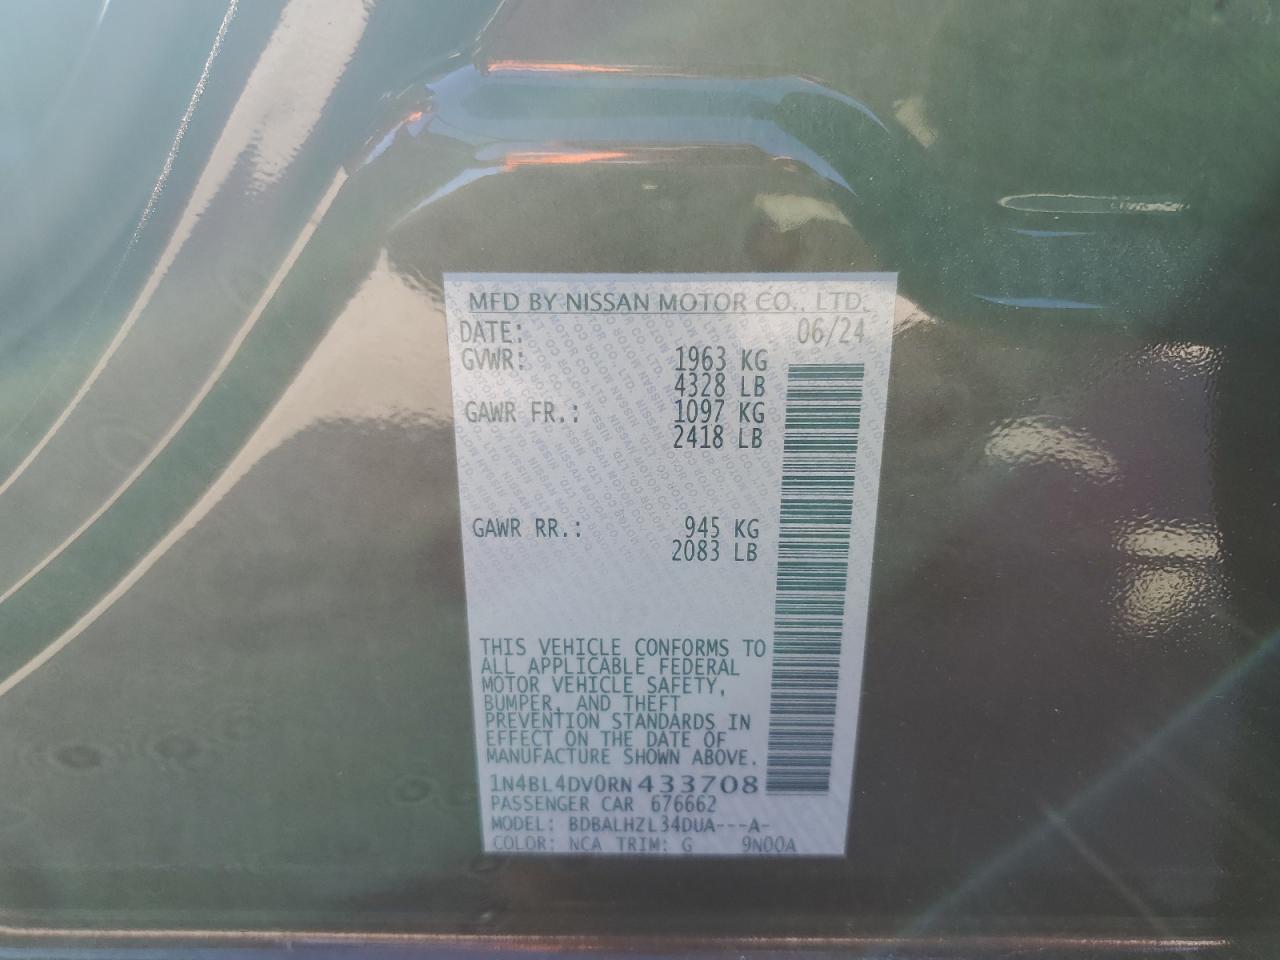 MFD BY NISSAN MOTOR CO., LTD.
DATE: 06/24
GVWR: 1963 KG
4328 LB
GAWR FR.: 1097 KG
2418 LB
GAWR RR.: 945 KG
2083 LB
THIS VEHICLE CONFORMS TO
ALL APPLICABLE FEDERAL
MOTOR VEHICLE SAFETY,
BUMPER, AND THEFT
PREVENTION STANDARDS IN
EFFECT ON THE DATE OF
MANUFACTURE SHOWN ABOVE.
1N4BL4DV0RN433708
PASSENGER CAR 676662
MODEL: BDBALHZL34DUA---A-
COLOR: NCA TRIM: G 9N00A